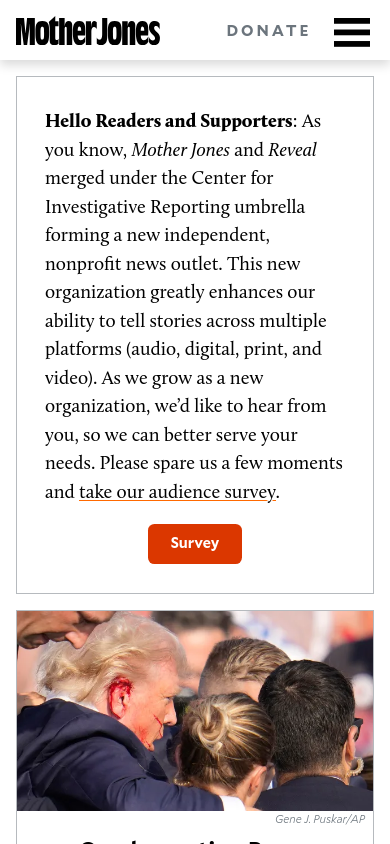 Mother Jones
DONATE
Hello Readers and Supporters: As
you know, Mother Jones and Reveal
merged under the Center for
Investigative Reporting umbrella
forming a new independent,
nonprofit news outlet. This new
organization greatly enhances our
ability to tell stories across multiple
platforms (audio, digital, print, and
video). As we grow as a new
organization, we’d like to hear from
you, so we can better serve your
needs. Please spare us a few moments
and take our audience survey.
Survey
Gene J. Puskar/AP